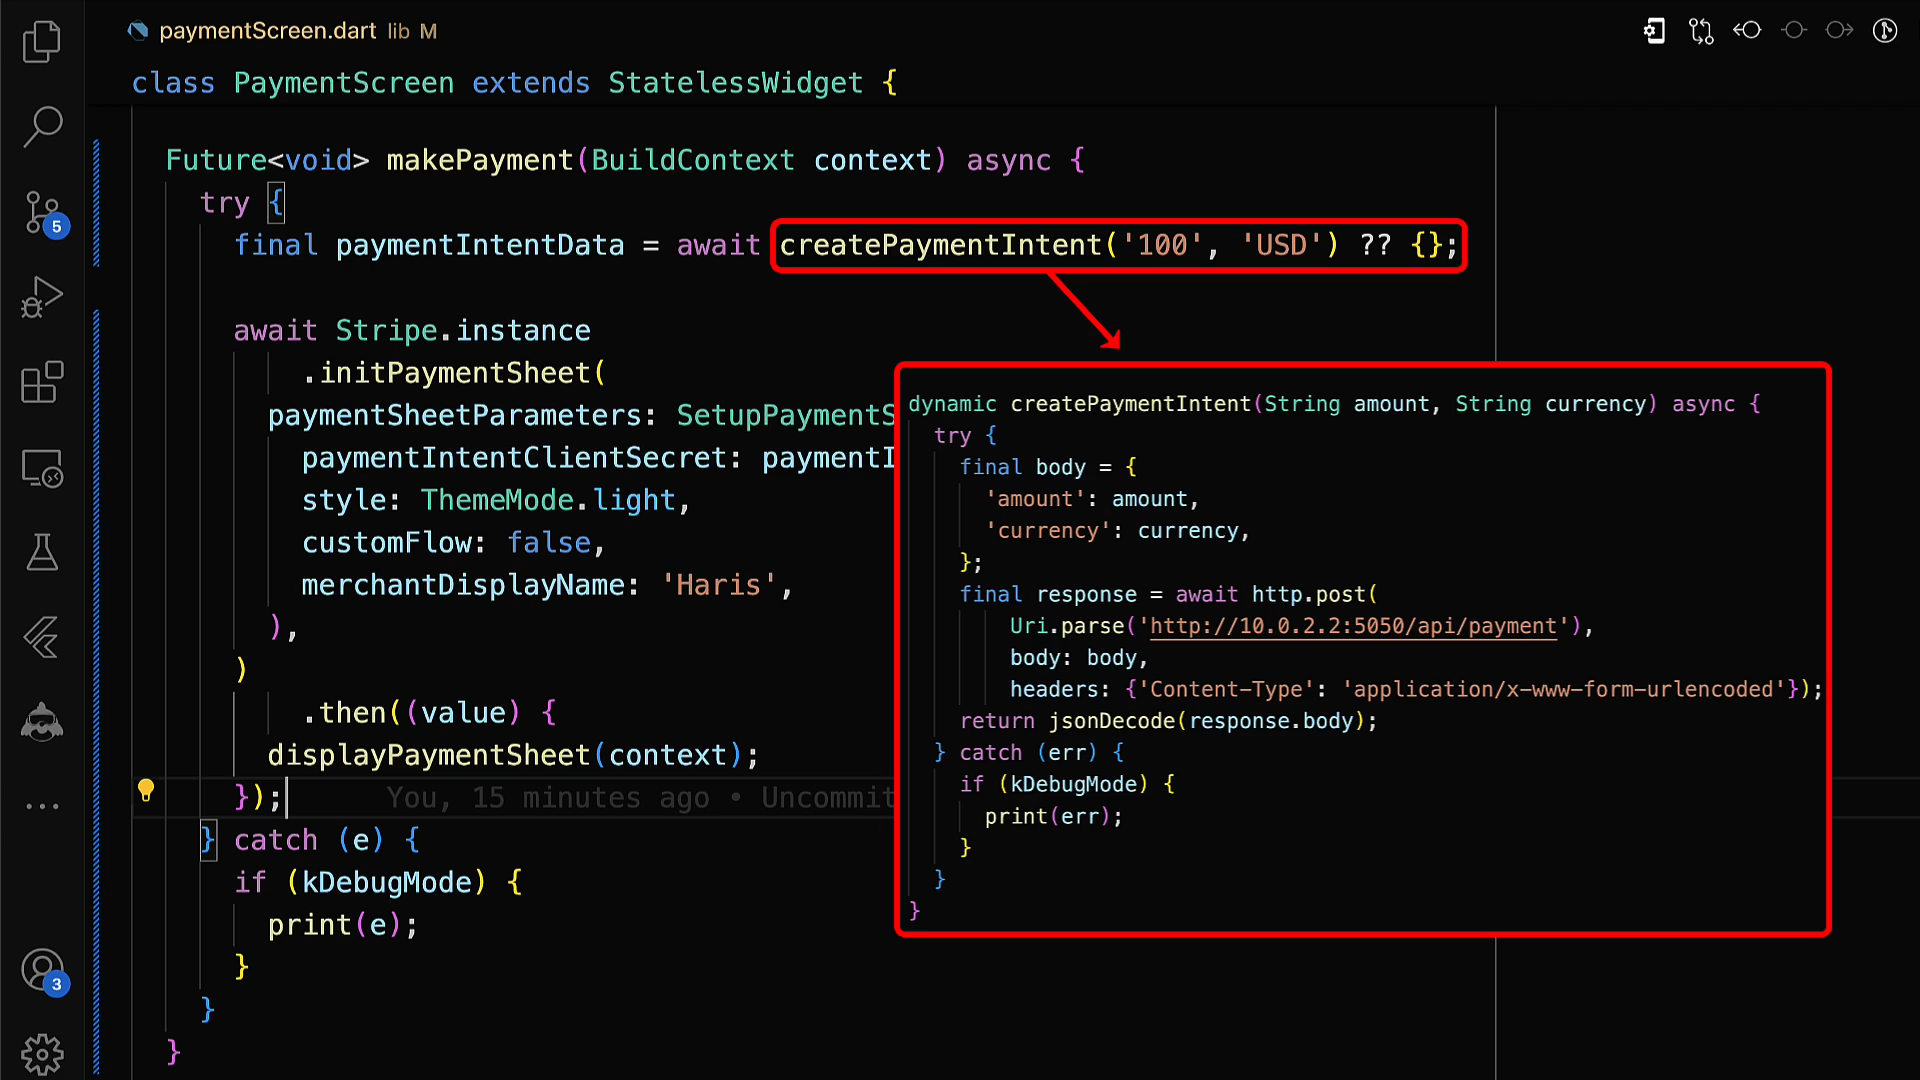 paymentScreen.dart lib M
class PaymentScreen extends StatelessWidget {
Future<void> makePayment(BuildContext context) async {
try {
final paymentIntentData = await createPaymentIntent('100', 'USD') ?? {};
await Stripe.instance
.initPaymentSheet(
paymentSheetParameters: SetupPaymentS
paymentIntentClientSecret: paymentI
style: ThemeMode.light,
customFlow: false,
merchantDisplayName: 'Haris',
),
)
.then((value) {
displayPaymentSheet(context);
});
You, 15 minutes ago • Uncommit
} catch (e) {
if (kDebugMode) {
print(e);
}
}
}
dynamic createPaymentIntent(String amount, String currency) async {
try {
final body = {
'amount': amount,
'currency': currency,
};
final response = await http.post(
Uri.parse('http://10.0.2.2:5050/api/payment'),
body: body,
headers: {'Content-Type': 'application/x-www-form-urlencoded'});
return jsonDecode(response.body);
} catch (err) {
if (kDebugMode) {
print(err);
}
}
}
5
3